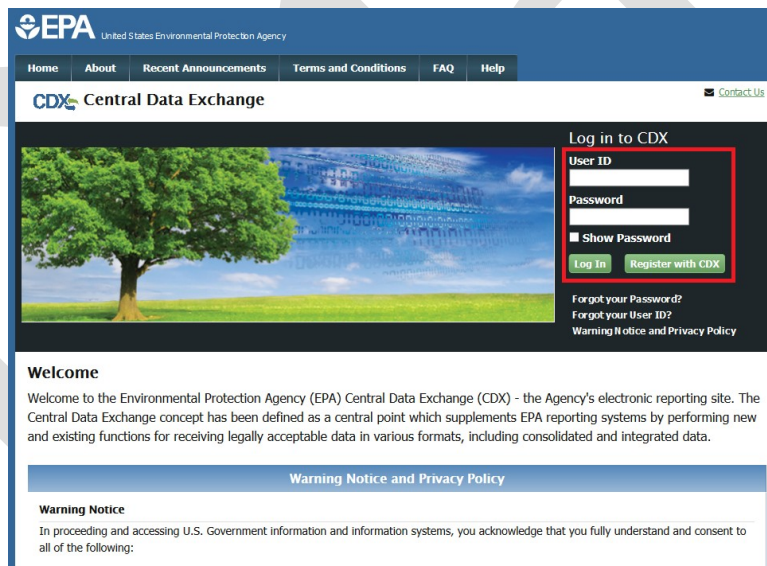 EPA United States Environmental Protection Agency
Home About Recent Announcements Terms and Conditions FAQ Help
CDX Central Data Exchange
Contact Us
Log in to CDX
User ID
Password
Show Password
Log In Register with CDX
Forgot your Password?
Forgot your User ID?
Warning Notice and Privacy Policy
Welcome
Welcome to the Environmental Protection Agency (EPA) Central Data Exchange (CDX) - the Agency's electronic reporting site. The
Central Data Exchange concept has been defined as a central point which supplements EPA reporting systems by performing new
and existing functions for receiving legally acceptable data in various formats, including consolidated and integrated data.
Warning Notice and Privacy Policy
Warning Notice
In proceeding and accessing U.S. Government information and information systems, you acknowledge that you fully understand and consent to
all of the following: